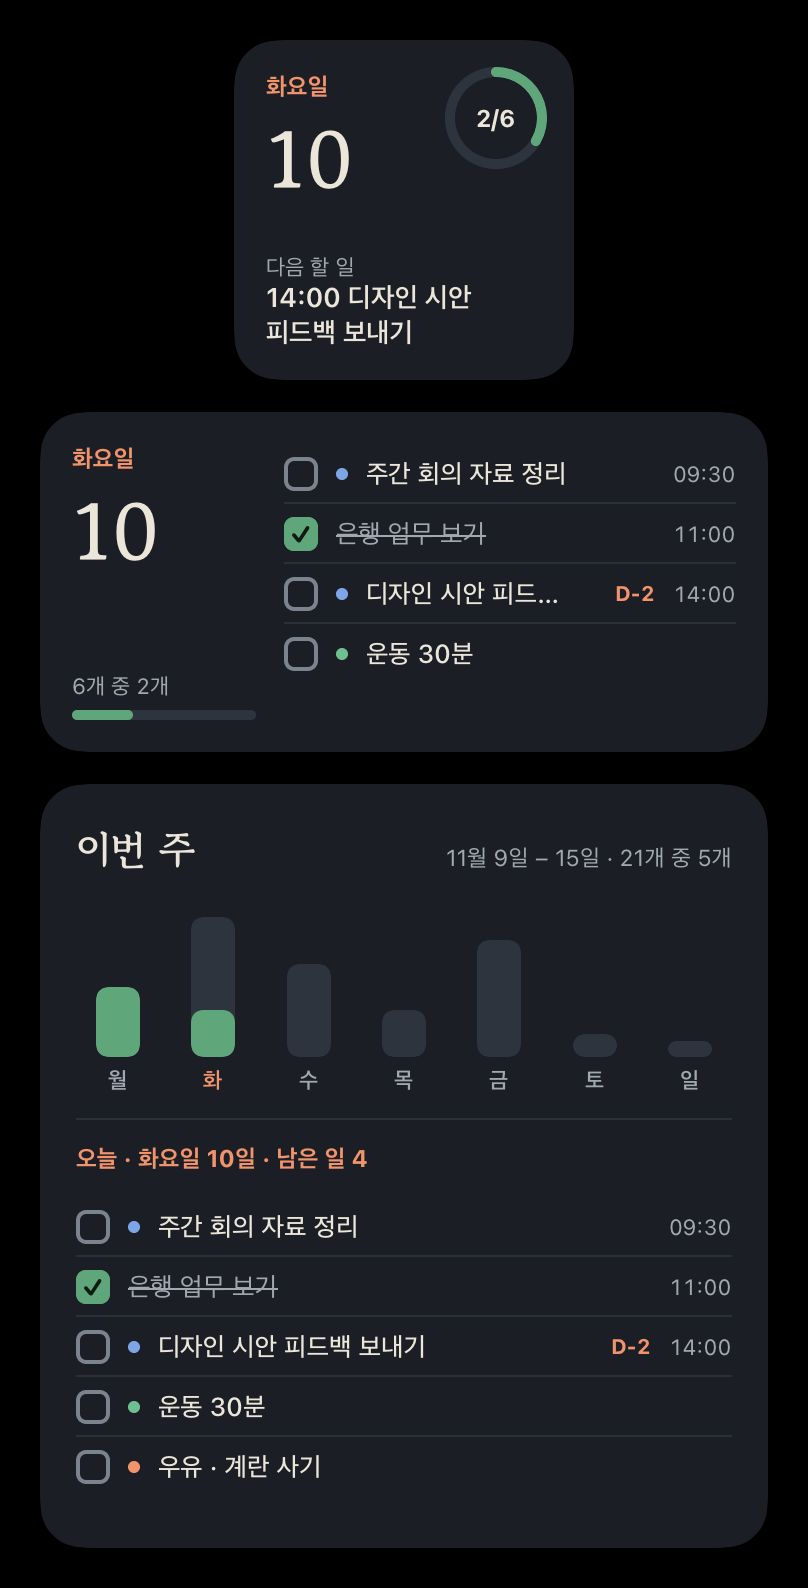 화요일
2/6
10
다음 할 일
14:00 디자인 시안
피드백 보내기
화요일
10
6개 중 2개
주간 회의 자료 정리 09:30
은행 업무 보기 11:00
디자인 시안 피드... D-2 14:00
운동 30분
이번 주
11월 9일 – 15일 · 21개 중 5개
월 화 수 목 금 토 일
오늘 · 화요일 10일 · 남은 일 4
주간 회의 자료 정리 09:30
은행 업무 보기 11:00
디자인 시안 피드백 보내기 D-2 14:00
운동 30분
우유 · 계란 사기